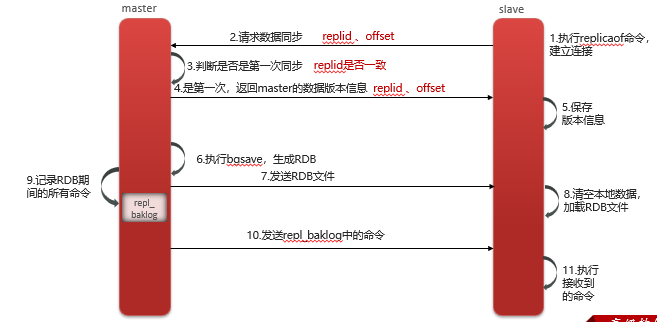 master
slave
2.请求数据同步 replid 、offset
1.执行replicaof命令，
建立连接
3.判断是否是第一次同步 replid是否一致
4.是第一次，返回master的数据版本信息 replid 、offset
5.保存
版本信息
6.执行bgsave，生成RDB
7.发送RDB文件
8.清空本地数据，
加载RDB文件
9.记录RDB期
间的所有命令
repl_
baklog
10.发送repl_baklog中的命令
11.执行
接收到
的命令